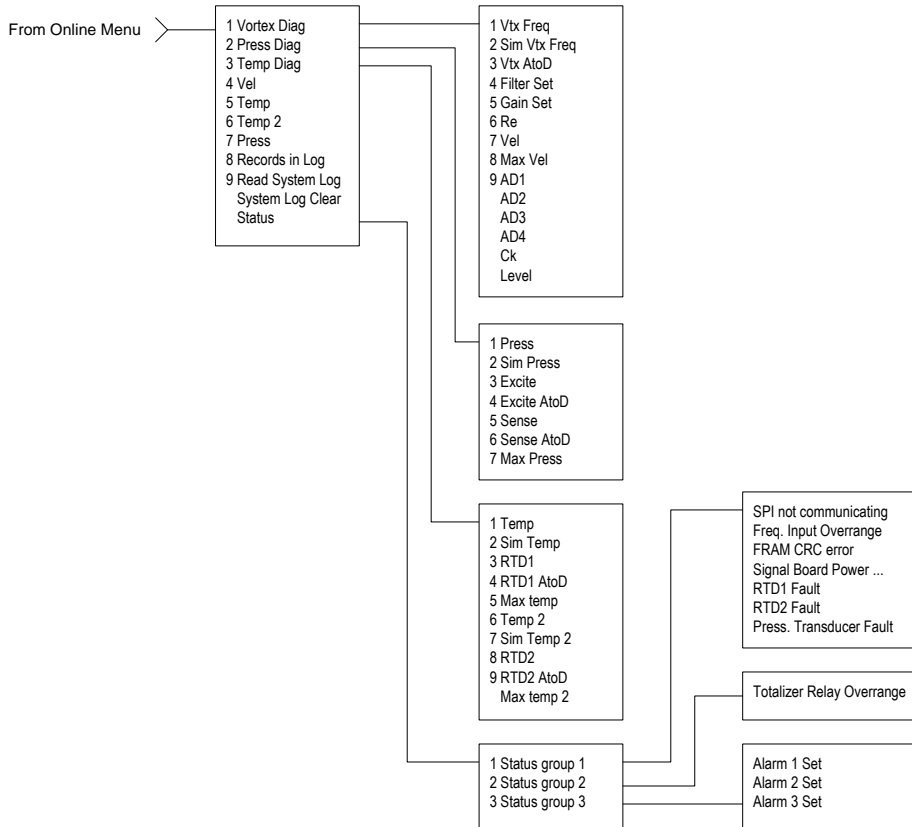 From Online Menu
1 Vortex Diag
2 Press Diag
3 Temp Diag
4 Vel
5 Temp
6 Temp 2
7 Press
8 Records in Log
9 Read System Log
System Log Clear
Status
1 Vtx Freq
2 Sim Vtx Freq
3 Vtx AtoD
4 Filter Set
5 Gain Set
6 Re
7 Vel
8 Max Vel
9 AD1
AD2
AD3
AD4
Ck
Level
1 Press
2 Sim Press
3 Excite
4 Excite AtoD
5 Sense
6 Sense AtoD
7 Max Press
1 Temp
2 Sim Temp
3 RTD1
4 RTD1 AtoD
5 Max temp
6 Temp 2
7 Sim Temp 2
8 RTD2
9 RTD2 AtoD
Max temp 2
1 Status group 1
2 Status group 2
3 Status group 3
SPI not communicating
Freq. Input Overrange
FRAM CRC error
Signal Board Power ...
RTD1 Fault
RTD2 Fault
Press. Transducer Fault
Totalizer Relay Overrange
Alarm 1 Set
Alarm 2 Set
Alarm 3 Set